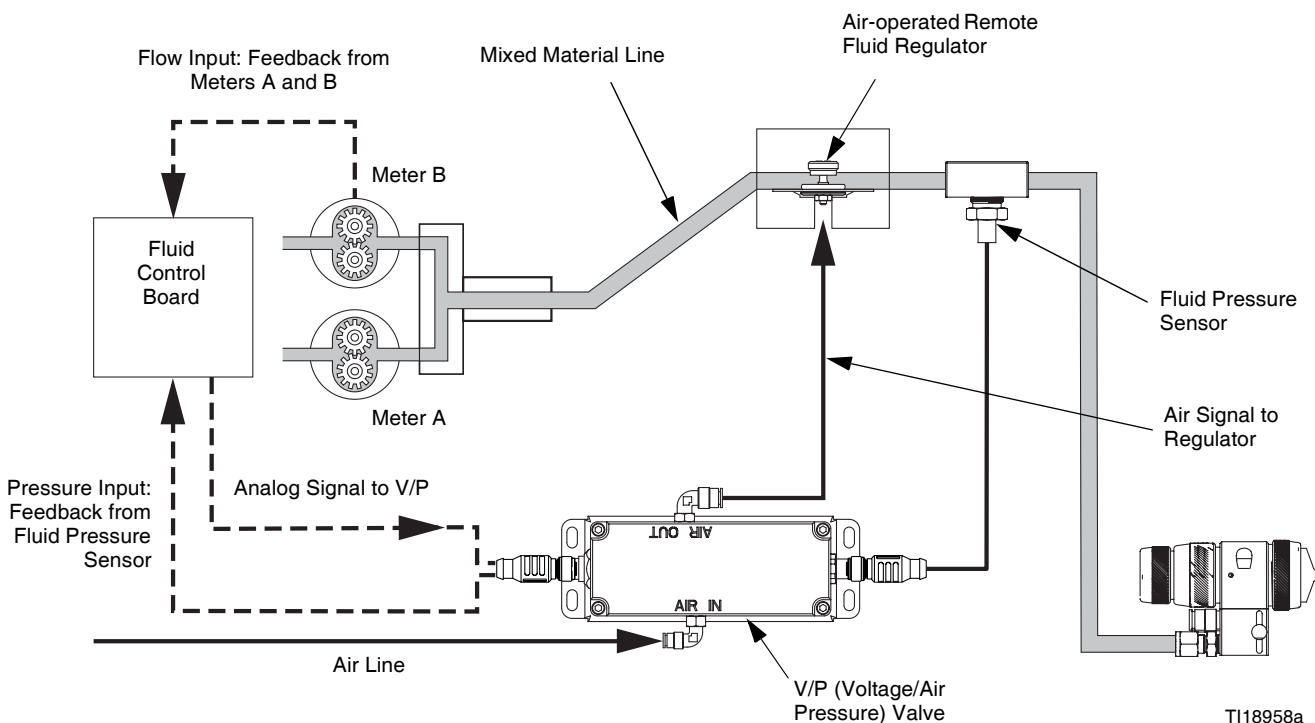 Air-operated Remote
Fluid Regulator
Flow Input: Feedback from
Meters A and B
Mixed Material Line
Meter B
Fluid
Control
Board
Fluid Pressure
Sensor
Meter A
Air Signal to
Regulator
Pressure Input:
Feedback from
Fluid Pressure
Sensor
Analog Signal to V/P
AIR OUT
AIR IN
Air Line
V/P (Voltage/Air
Pressure) Valve
TI18958a